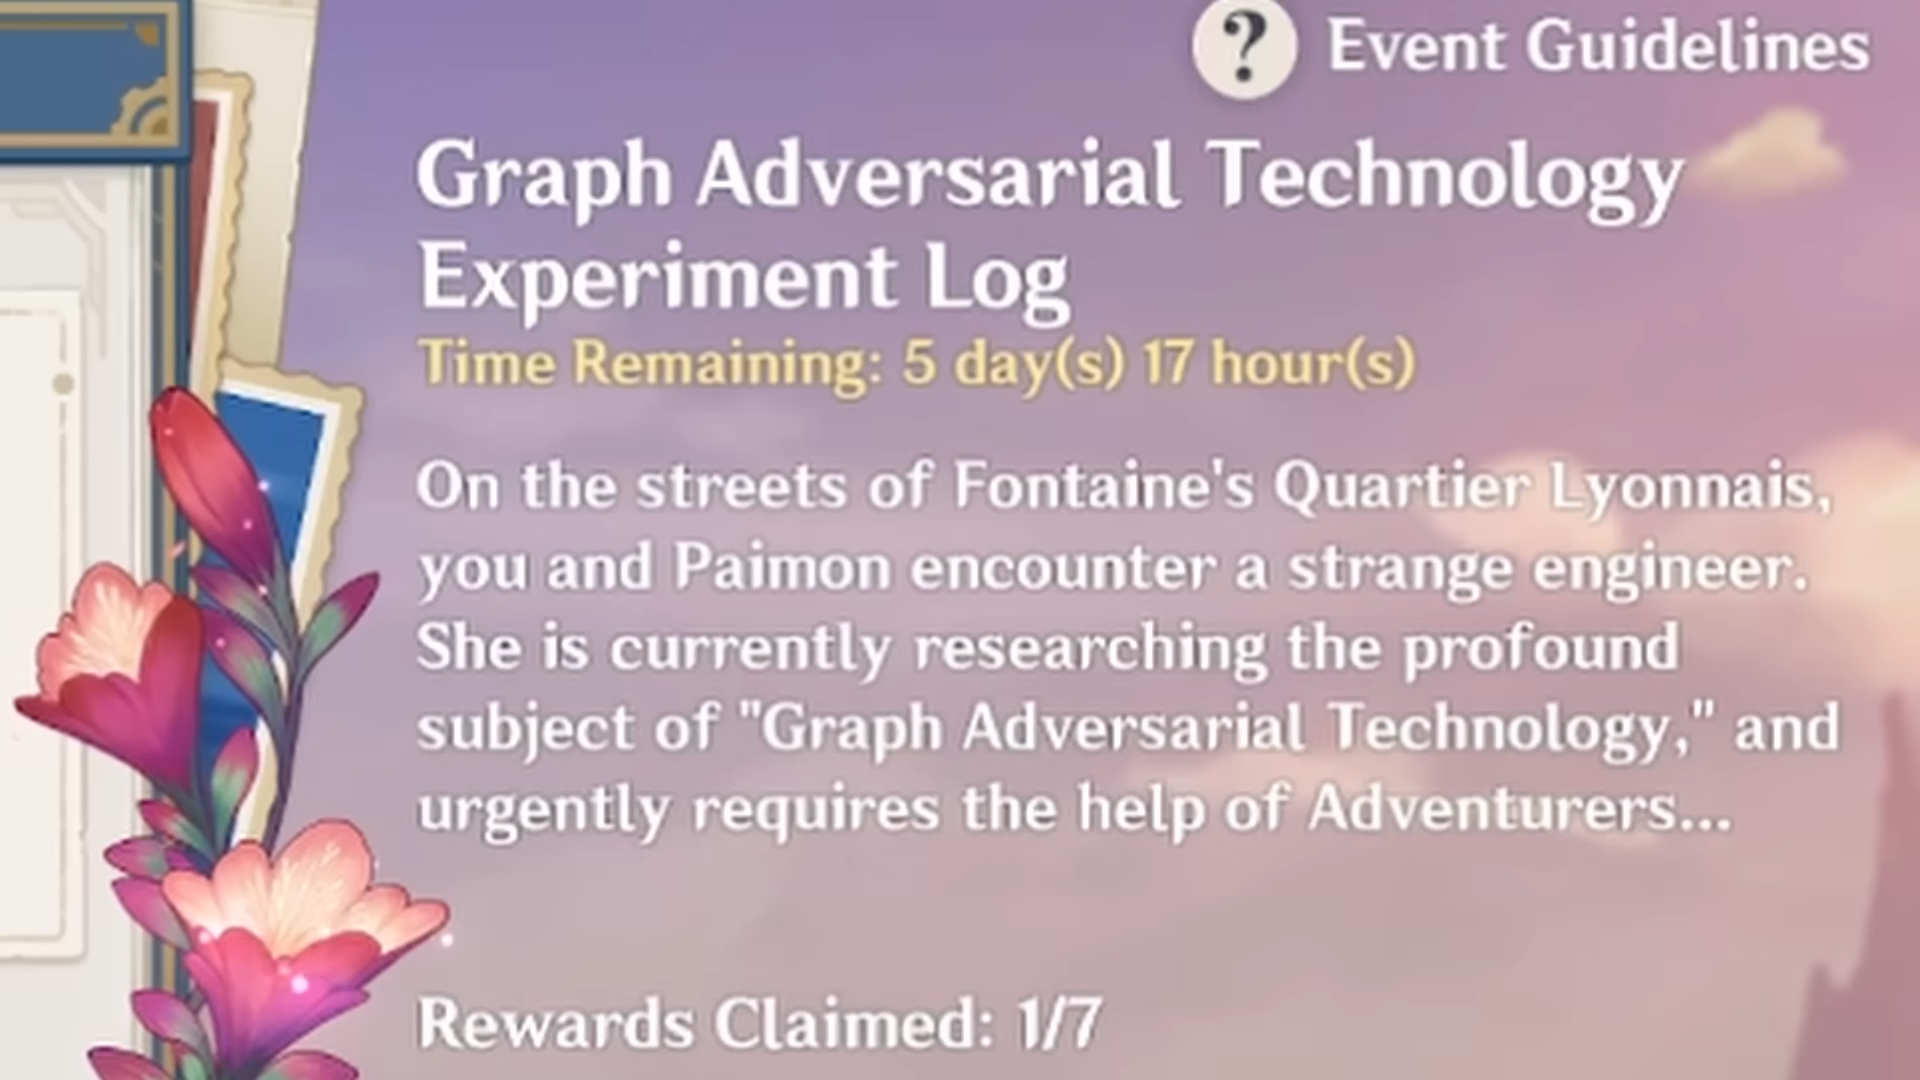 ? Event Guidelines
Graph Adversarial Technology
Experiment Log
Time Remaining: 5 day(s) 17 hour(s)
On the streets of Fontaine's Quartier Lyonnais,
you and Paimon encounter a strange engineer.
She is currently researching the profound
subject of "Graph Adversarial Technology," and
urgently requires the help of Adventurers...
Rewards Claimed: 1/7